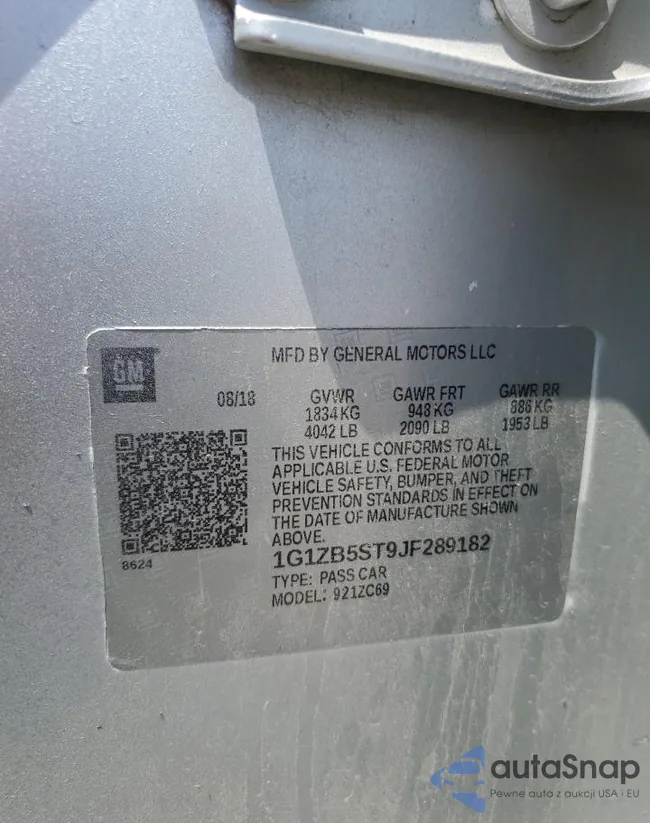 GM
MFD BY GENERAL MOTORS LLC
08/18 GVWR GAWR FRT GAWR RR
1834 KG 948 KG 886 KG
4042 LB 2090 LB 1953 LB
THIS VEHICLE CONFORMS TO ALL
APPLICABLE U.S. FEDERAL MOTOR
VEHICLE SAFETY, BUMPER, AND THEFT
PREVENTION STANDARDS IN EFFECT ON
THE DATE OF MANUFACTURE SHOWN
ABOVE.
8624
1G1ZB5ST9JF289182
TYPE: PASS CAR
MODEL: 921ZC69
autaSnap
Pewne auta z aukcji USA i EU